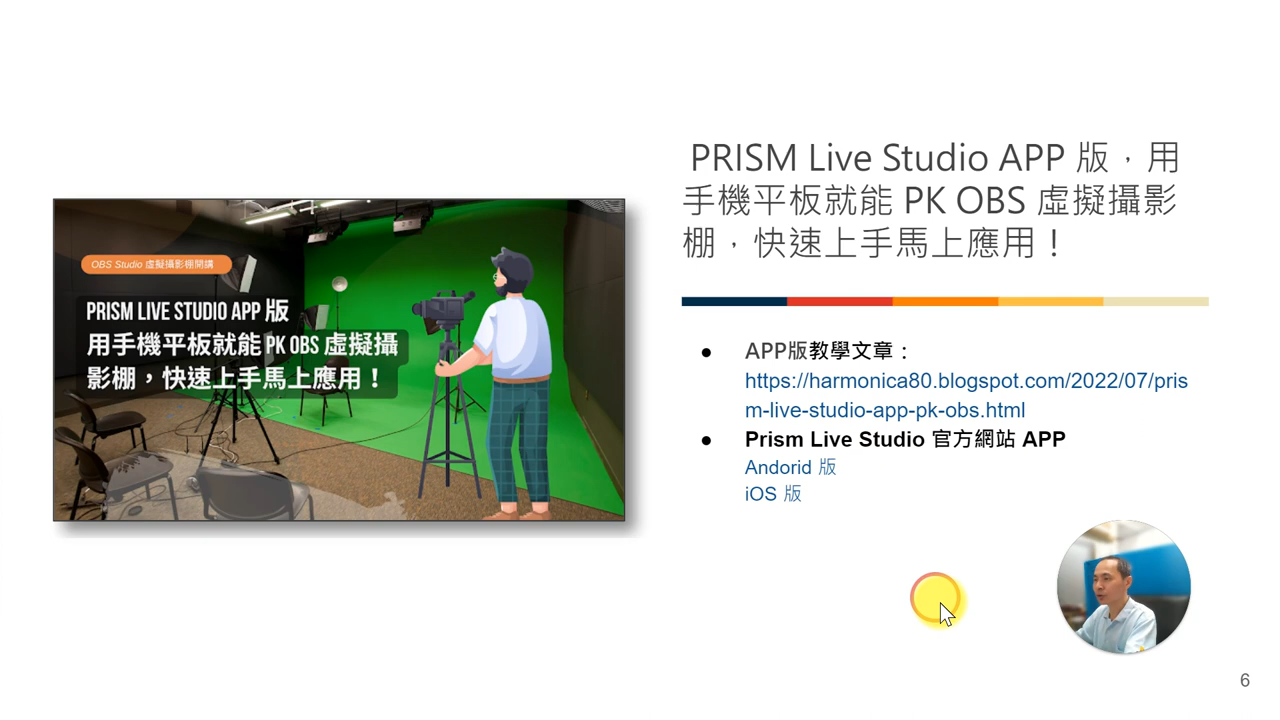 OBS Studio 虛擬攝影棚開講
PRISM LIVE STUDIO APP 版
用手機平板就能 PK OBS 虛擬攝
影棚，快速上手馬上應用！
PRISM Live Studio APP 版，用
手機平板就能 PK OBS 虛擬攝影
棚，快速上手馬上應用！
● APP版教學文章：
https://harmonica80.blogspot.com/2022/07/pris
m-live-studio-app-pk-obs.html
● Prism Live Studio 官方網站 APP
Andorid 版
iOS 版
6